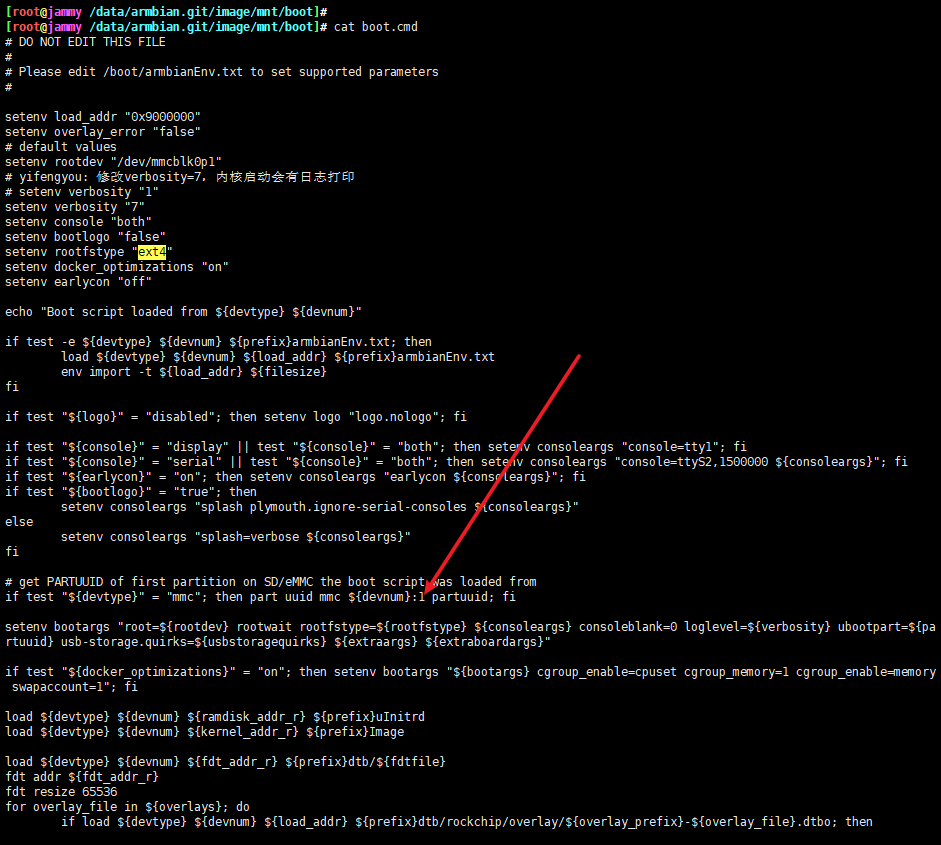 [root@jammy /data/armbian.git/image/mnt/boot]#
[root@jammy /data/armbian.git/image/mnt/boot]# cat boot.cmd
# DO NOT EDIT THIS FILE
#
# Please edit /boot/armbianEnv.txt to set supported parameters
#
setenv load_addr "0x9000000"
setenv overlay_error "false"
# default values
setenv rootdev "/dev/mmcblk0p1"
# yifengyou: 修改verbosity=7, 内核启动会有日志打印
# setenv verbosity "1"
setenv verbosity "7"
setenv console "both"
setenv bootlogo "false"
setenv rootfstype "ext4"
setenv docker_optimizations "on"
setenv earlycon "off"
echo "Boot script loaded from ${devtype} ${devnum}"
if test -e ${devtype} ${devnum} ${prefix}armbianEnv.txt; then
load ${devtype} ${devnum} ${load_addr} ${prefix}armbianEnv.txt
env import -t ${load_addr} ${filesize}
fi
if test "${logo}" = "disabled"; then setenv logo "logo.nologo"; fi
if test "${console}" = "display" || test "${console}" = "both"; then setenv consoleargs "console=tty1"; fi
if test "${console}" = "serial" || test "${console}" = "both"; then setenv consoleargs "console=ttyS2,1500000 ${consoleargs}"; fi
if test "${earlycon}" = "on"; then setenv consoleargs "earlycon ${consoleargs}"; fi
if test "${bootlogo}" = "true"; then
setenv consoleargs "splash plymouth.ignore-serial-consoles ${consoleargs}"
else
setenv consoleargs "splash=verbose ${consoleargs}"
fi
# get PARTUUID of first partition on SD/eMMC the boot script was loaded from
if test "${devtype}" = "mmc"; then part uuid mmc ${devnum}:1 partuuid; fi
setenv bootargs "root=${rootdev} rootwait rootfstype=${rootfstype} ${consoleargs} consoleblank=0 loglevel=${verbosity} ubootpart=${pa
rtuuid} usb-storage.quirks=${usbstoragequirks} ${extraargs} ${extraboardargs}"
if test "${docker_optimizations}" = "on"; then setenv bootargs "${bootargs} cgroup_enable=cpuset cgroup_memory=1 cgroup_enable=memory
swapaccount=1"; fi
load ${devtype} ${devnum} ${ramdisk_addr_r} ${prefix}uInitrd
load ${devtype} ${devnum} ${kernel_addr_r} ${prefix}Image
load ${devtype} ${devnum} ${fdt_addr_r} ${prefix}dtb/${fdtfile}
fdt addr ${fdt_addr_r}
fdt resize 65536
for overlay_file in ${overlays}; do
if load ${devtype} ${devnum} ${load_addr} ${prefix}dtb/rockchip/overlay/${overlay_prefix}-${overlay_file}.dtbo; then